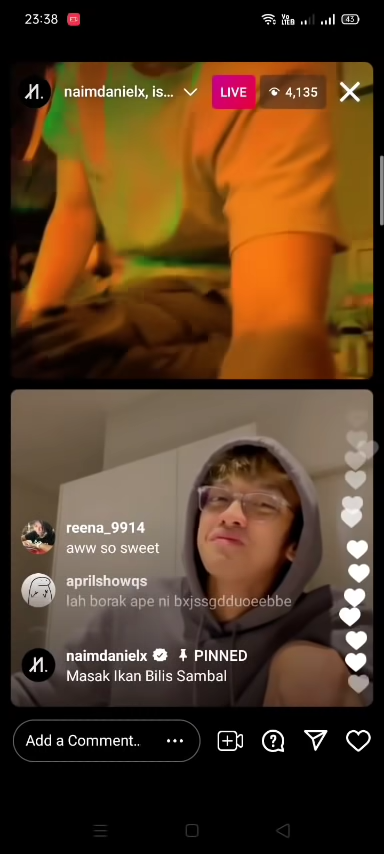 23:38
43
naimdanielx, is...
LIVE
4,135
reena_9914
aww so sweet
aprilshowqs
lah borak ape ni bxjssgdduoeebbe
naimdanielx PINNED
Masak Ikan Bilis Sambal
Add a Comment..